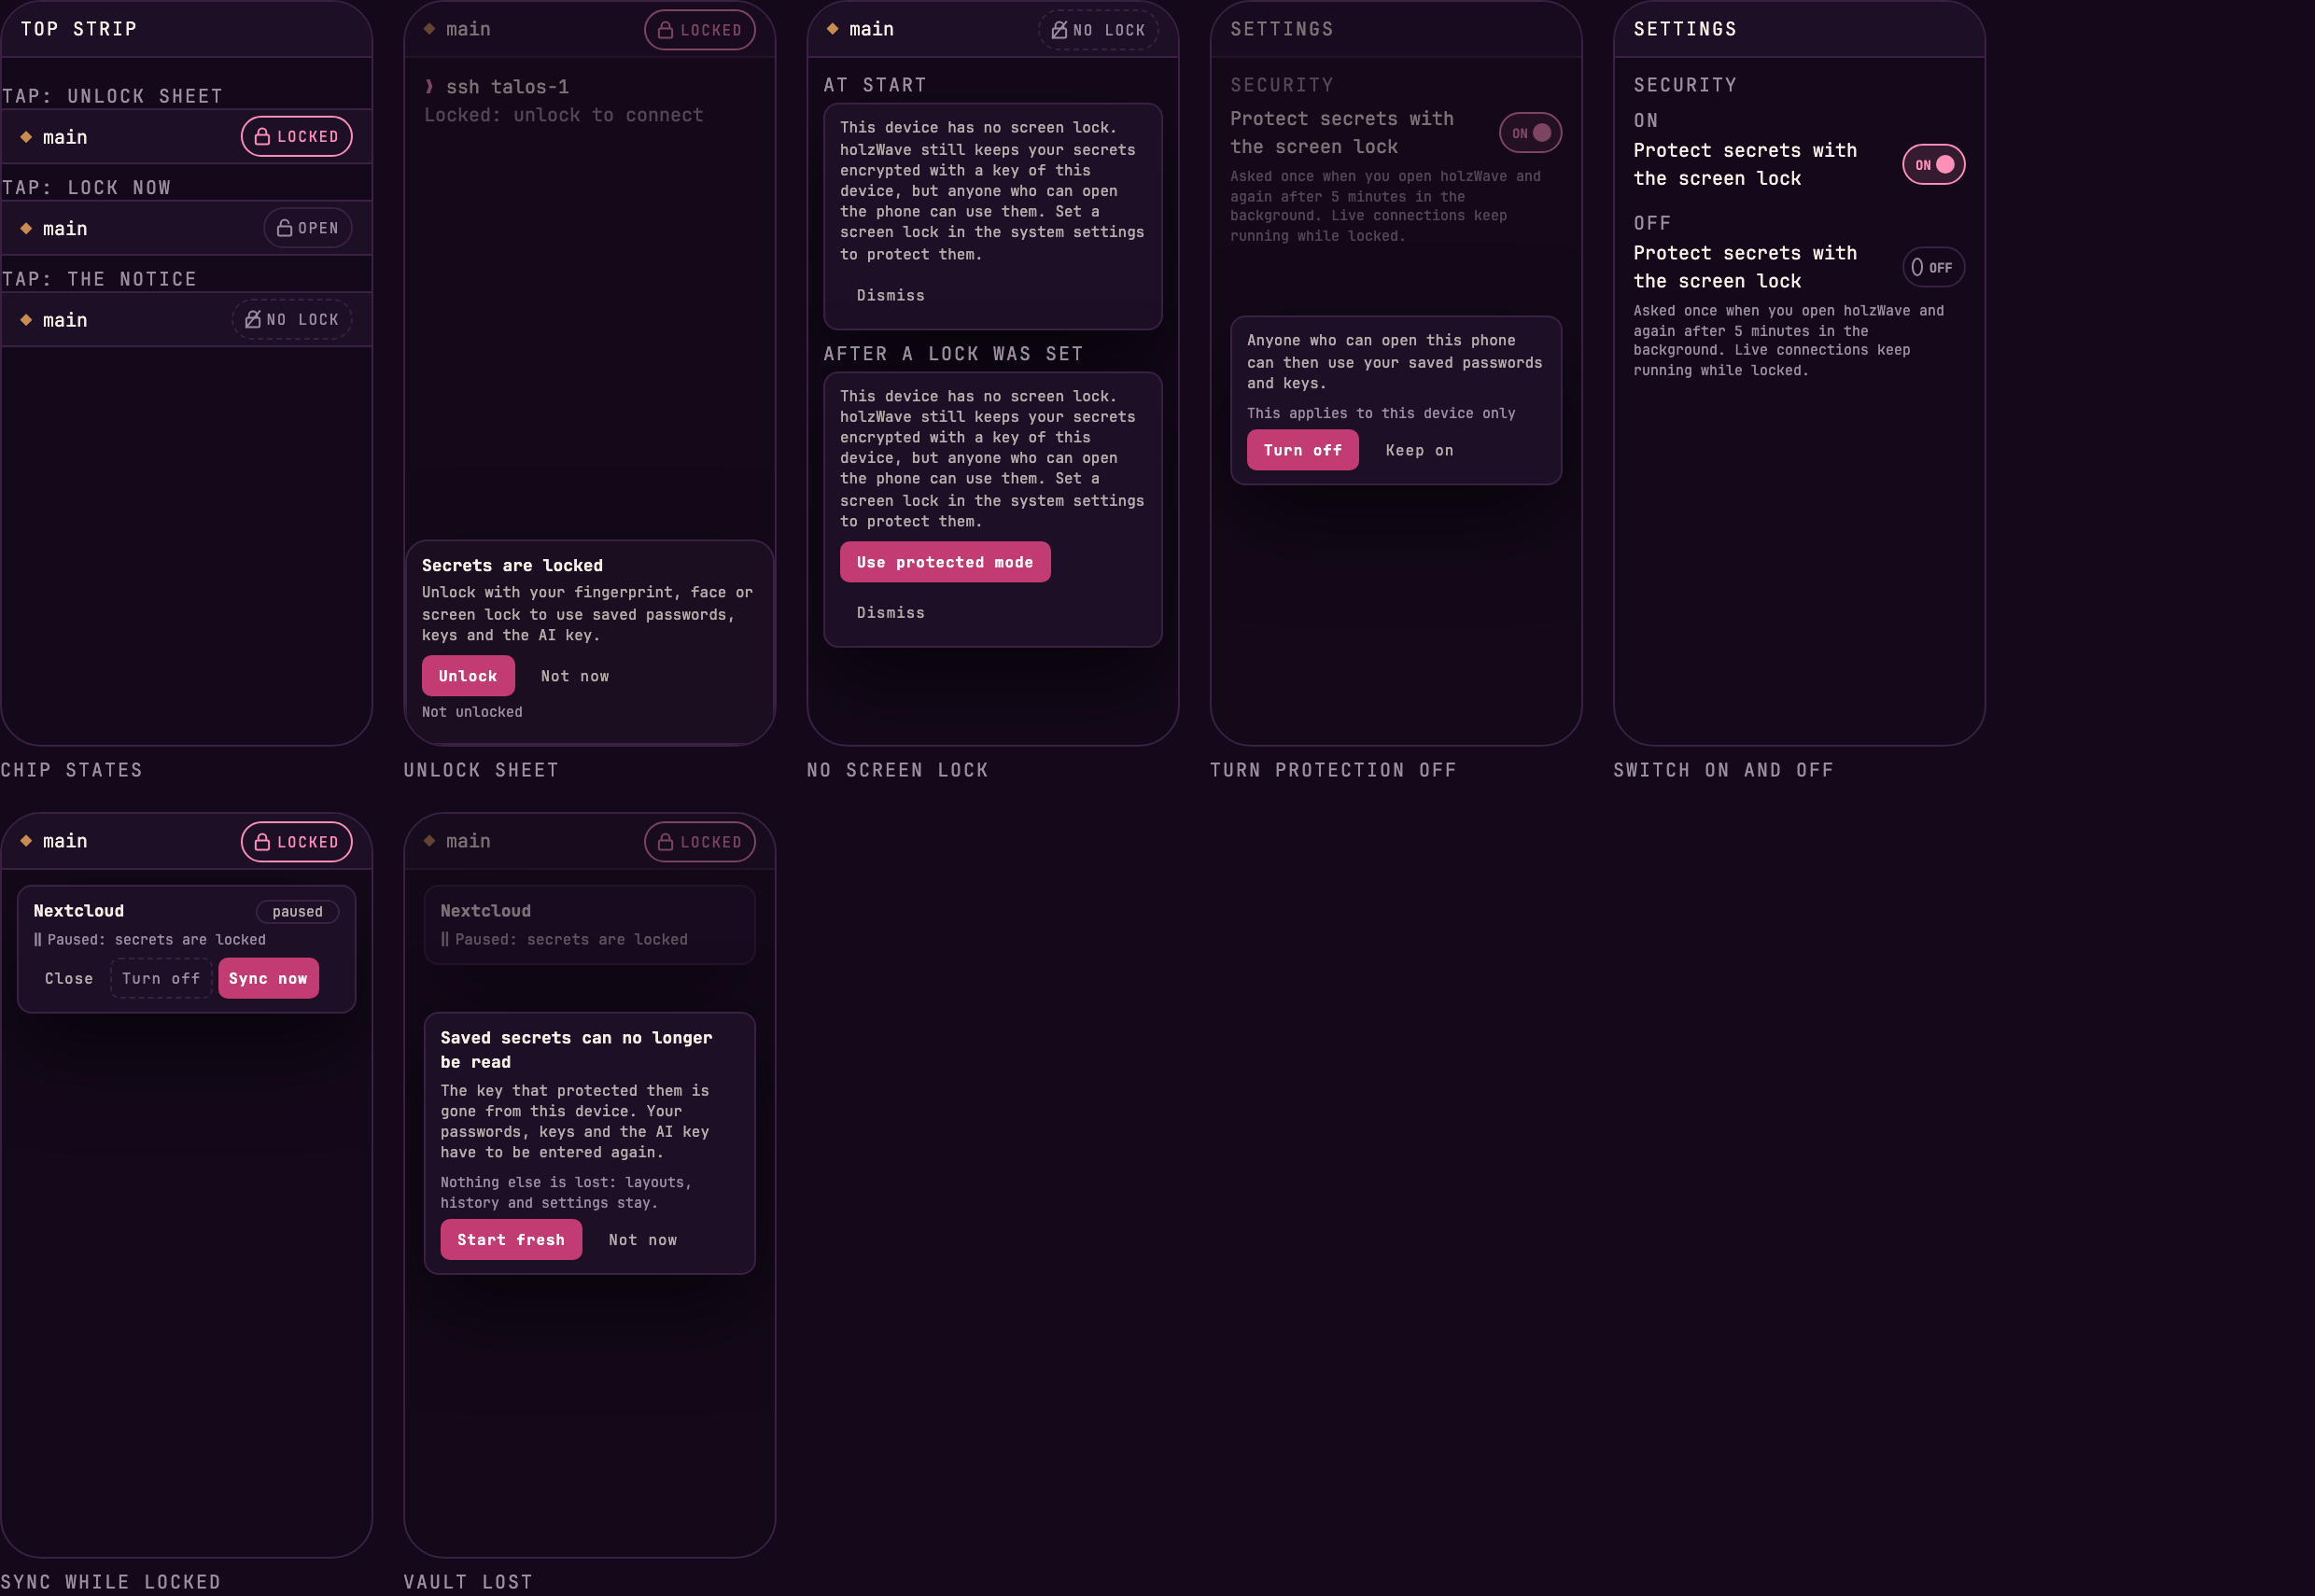 TOP STRIP
TAP: UNLOCK SHEET
main
LOCKED
TAP: LOCK NOW
main
OPEN
TAP: THE NOTICE
main
NO LOCK
CHIP STATES
main
LOCKED
ssh talos-1
Locked: unlock to connect
Secrets are locked
Unlock with your fingerprint, face or
screen lock to use saved passwords,
keys and the AI key.
Unlock
Not now
Not unlocked
UNLOCK SHEET
main
NO LOCK
AT START
This device has no screen lock.
holzWave still keeps your secrets
encrypted with a key of this
device, but anyone who can open
the phone can use them. Set a
screen lock in the system settings
to protect them.
Dismiss
AFTER A LOCK WAS SET
This device has no screen lock.
holzWave still keeps your secrets
encrypted with a key of this
device, but anyone who can open
the phone can use them. Set a
screen lock in the system settings
to protect them.
Use protected mode
Dismiss
NO SCREEN LOCK
SETTINGS
SECURITY
Protect secrets with
the screen lock
ON
Asked once when you open holzWave and
again after 5 minutes in the
background. Live connections keep
running while locked.
Anyone who can open this phone
can then use your saved passwords
and keys.
This applies to this device only
Turn off
Keep on
TURN PROTECTION OFF
SETTINGS
SECURITY
ON
Protect secrets with
the screen lock
ON
OFF
Protect secrets with
the screen lock
OFF
Asked once when you open holzWave and
again after 5 minutes in the
background. Live connections keep
running while locked.
SWITCH ON AND OFF
main
LOCKED
Nextcloud
paused
Paused: secrets are locked
Close
Turn off
Sync now
SYNC WHILE LOCKED
main
LOCKED
Nextcloud
Paused: secrets are locked
Saved secrets can no longer
be read
The key that protected them is
gone from this device. Your
passwords, keys and the AI key
have to be entered again.
Nothing else is lost: layouts,
history and settings stay.
Start fresh
Not now
VAULT LOST